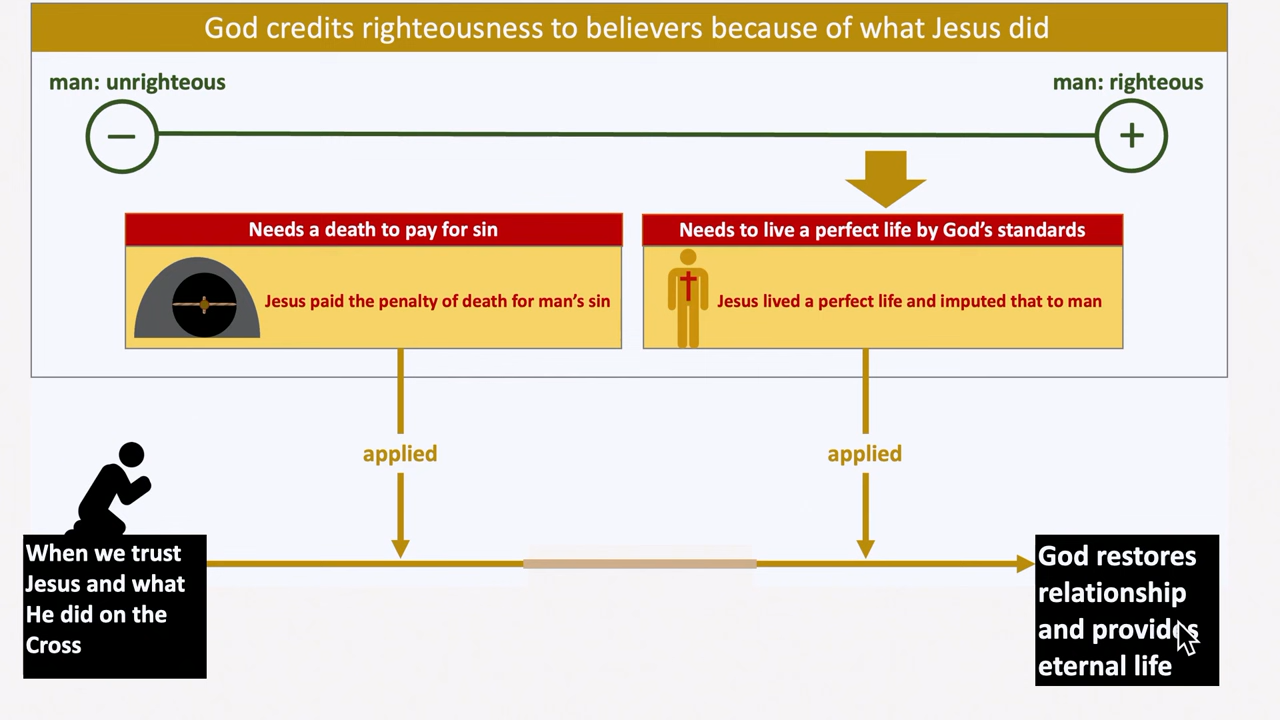 God credits righteousness to believers because of what Jesus did
man: unrighteous
man: righteous
Needs a death to pay for sin
Needs to live a perfect life by God's standards
Jesus paid the penalty of death for man's sin
Jesus lived a perfect life and imputed that to man
applied
applied
When we trust
Jesus and what
He did on the
Cross
God restores
relationship
and provides
eternal life